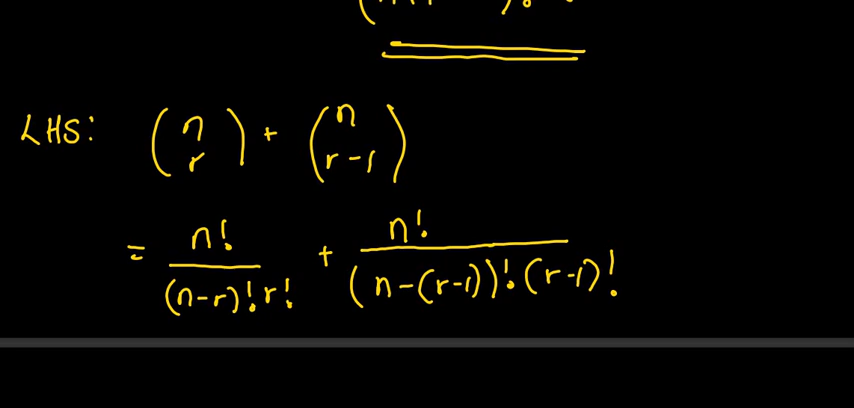 LHS: (n r) + (n r-1)
= n!/((n-r)! r!) + n!/((n-(r-1))! (r-1)!)